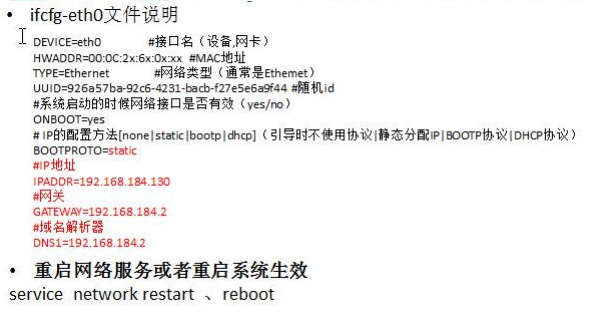 • ifcfg-eth0文件说明
DEVICE=eth0 #接口名（设备,网卡）
HWADDR=00:0C:2x:6x:0x:xx #MAC地址
TYPE=Ethernet #网络类型（通常是Ethemet）
UUID=926a57ba-92c6-4231-bacb-f27e5e6a9f44 #随机id
#系统启动的时候网络接口是否有效（yes/no）
ONBOOT=yes
# IP的配置方法[none|static|bootp|dhcp]（引导时不使用协议|静态分配IP|BOOTP协议|DHCP协议）
BOOTPROTO=static
#IP地址
IPADDR=192.168.184.130
#网关
GATEWAY=192.168.184.2
#域名解析器
DNS1=192.168.184.2
• 重启网络服务或者重启系统生效
service network restart 、reboot